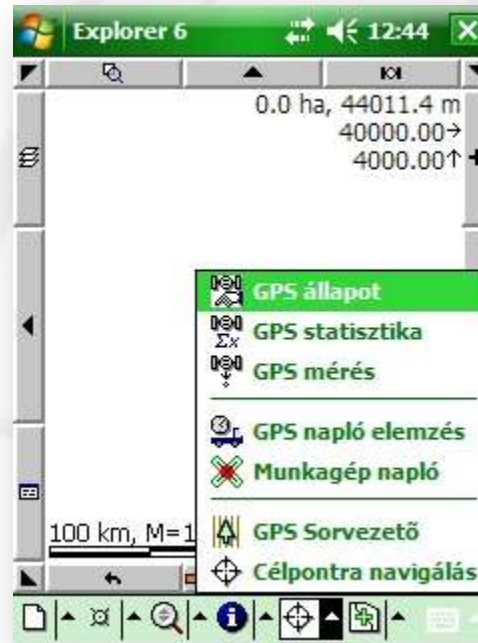 Explorer 6 12:44
0.0 ha, 44011.4 m
40000.00→
4000.00↑
GPS állapot
GPS statisztika
GPS mérés
GPS napló elemzés
Munkagép napló
GPS Sorvezető
Célpontra navigálás
100 km, M=1